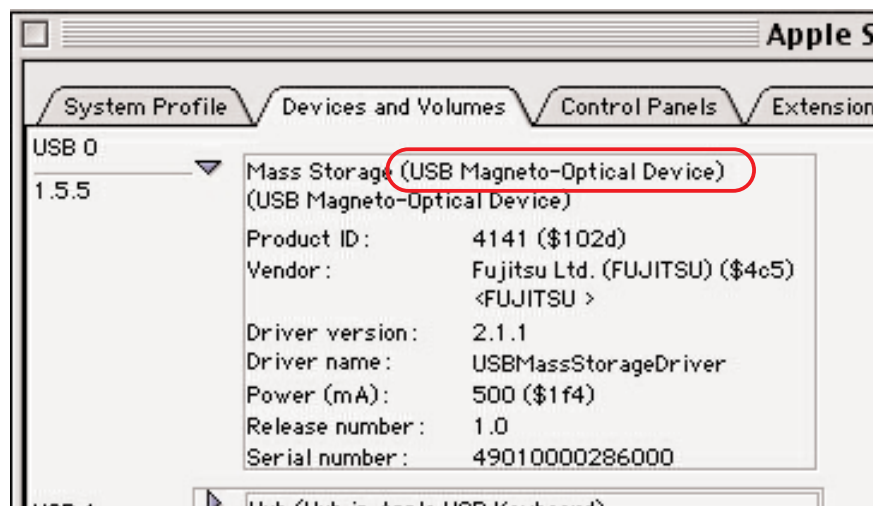 Apple S
System Profile Devices and Volumes Control Panels Extension
USB 0
1.5.5
Mass Storage (USB Magneto-Optical Device)
(USB Magneto-Optical Device)
Product ID: 4141 ($102d)
Vendor: Fujitsu Ltd. (FUJITSU) ($4c5)
<FUJITSU >
Driver version: 2.1.1
Driver name: USBMassStorageDriver
Power (mA): 500 ($1f4)
Release number: 1.0
Serial number: 49010000286000